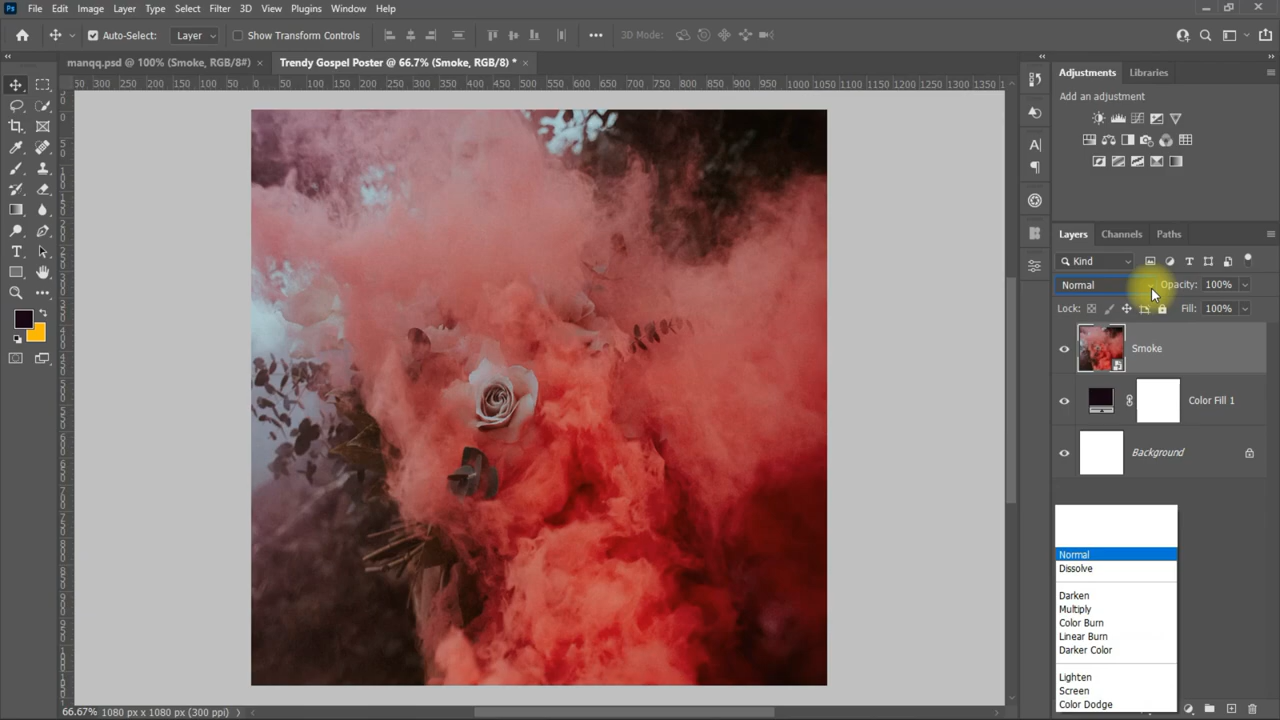 Ps File Edit Image Layer Type Select Filter 3D View Plugins Window Help
Auto-Select: Layer Show Transform Controls 3D Mode:
manqq.psd @ 100% (Smoke, RGB/8#) × Trendy Gospel Poster @ 66.7% (Smoke, RGB/8) * ×
Adjustments Libraries
Add an adjustment
Layers Channels Paths
Kind
Normal Opacity: 100%
Lock: Fill: 100%
Smoke
Color Fill 1
Background
Normal
Dissolve
Darken
Multiply
Color Burn
Linear Burn
Darker Color
Lighten
Screen
Color Dodge
66.67% 1080 px x 1080 px (300 ppi)